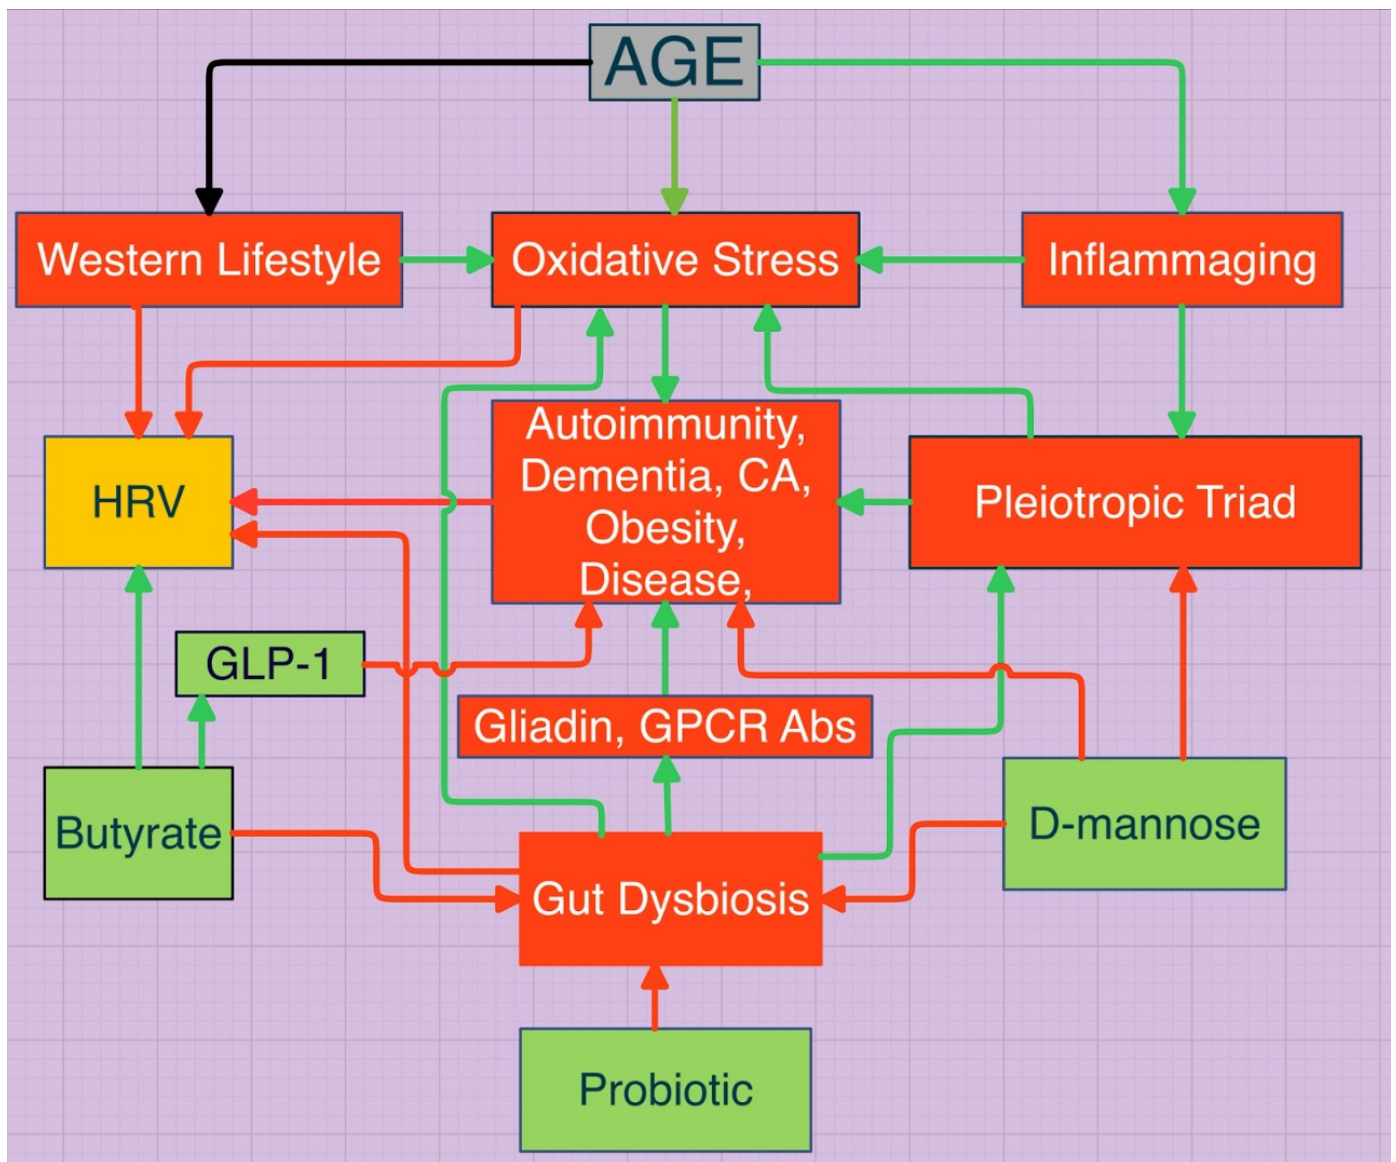 AGE
Western Lifestyle
Oxidative Stress
Inflammaging
HRV
Autoimmunity,
Dementia, CA,
Obesity,
Disease,
Pleiotropic Triad
GLP-1
Gliadin, GPCR Abs
Butyrate
D-mannose
Gut Dysbiosis
Probiotic